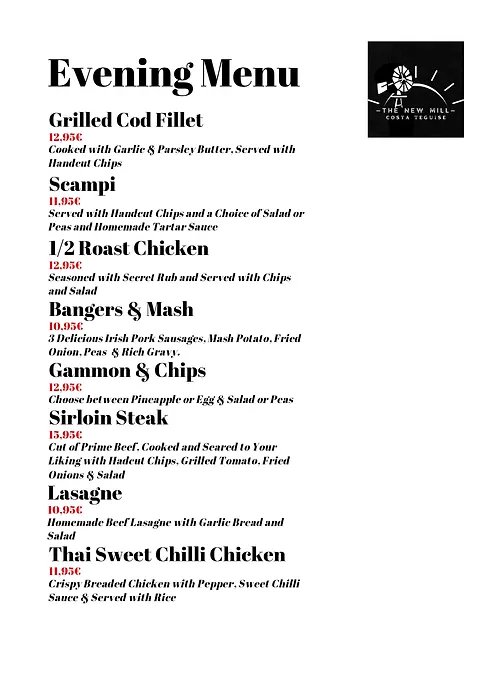 Evening Menu
~THE NEW MILL~
COSTA TEGUISE
Grilled Cod Fillet
12,95€
Cooked with Garlic & Parsley Butter, Served with
Handcut Chips
Scampi
11,95€
Served with Handcut Chips and a Choice of Salad or
Peas and Homemade Tartar Sauce
1/2 Roast Chicken
12,95€
Seasoned with Secret Rub and Served with Chips
and Salad
Bangers & Mash
10,95€
3 Delicious Irish Pork Sausages, Mash Potato, Fried
Onion, Peas & Rich Gravy.
Gammon & Chips
12,95€
Choose between Pineapple or Egg & Salad or Peas
Sirloin Steak
15,95€
Cut of Prime Beef, Cooked and Seared to Your
Liking with Hadcut Chips, Grilled Tomato, Fried
Onions & Salad
Lasagne
10,95€
Homemade Beef Lasagne with Garlic Bread and
Salad
Thai Sweet Chilli Chicken
11,95€
Crispy Breaded Chicken with Pepper, Sweet Chilli
Sauce & Served with Rice